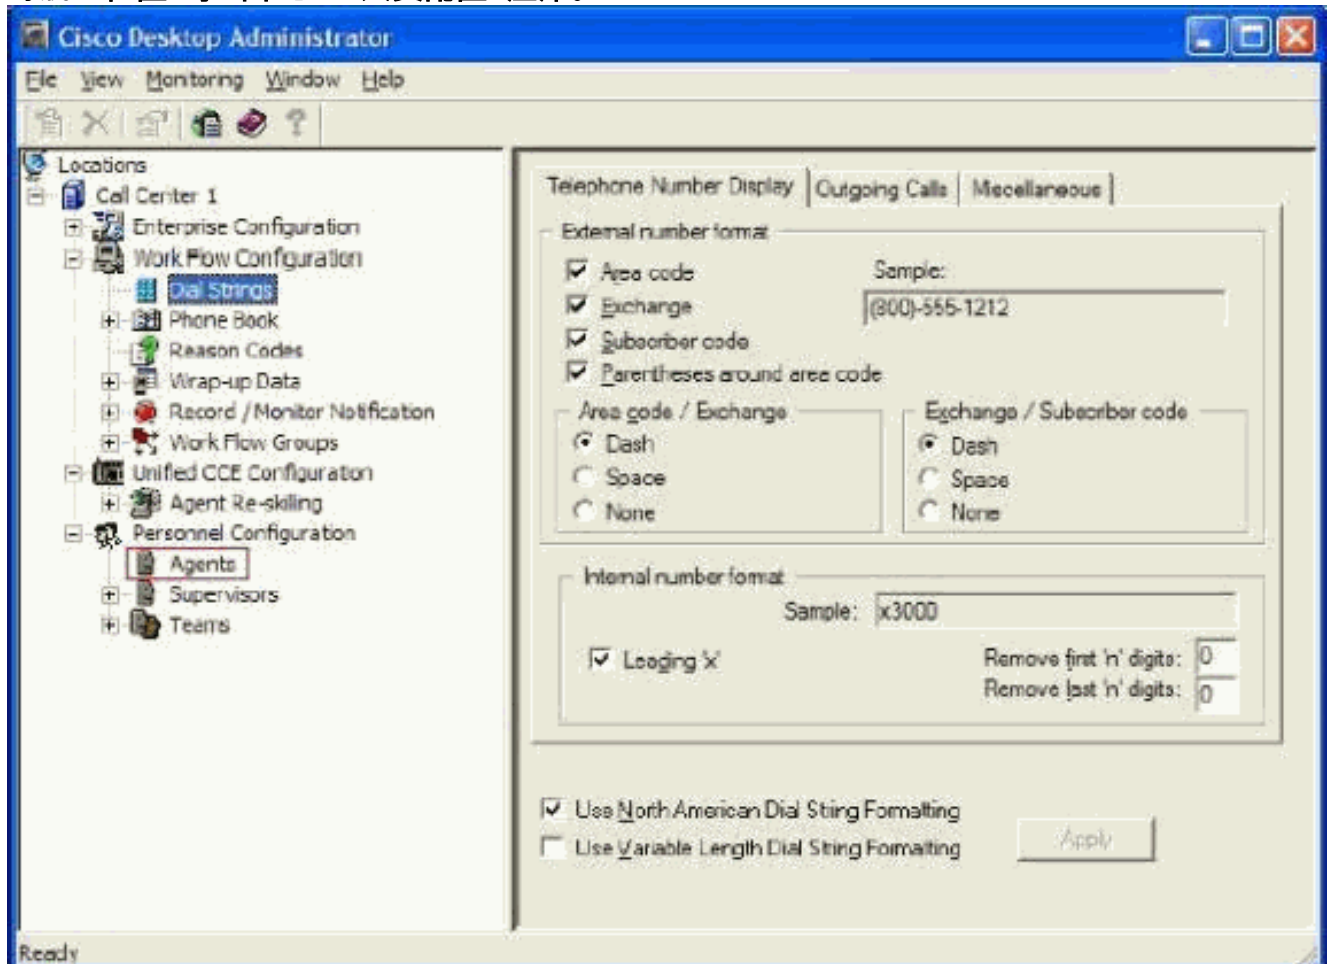 Cisco Desktop Administrator
File View Monitoring Window Help
Locations
Call Center 1
Enterprise Configuration
Work Flow Configuration
Dial Strings
Phone Book
Reason Codes
Wrap-up Data
Record / Monitor Notification
Work Flow Groups
Unified CCE Configuration
Agent Re-skilling
Personnel Configuration
Agents
Supervisors
Teams
Telephone Number Display Outgoing Calls Miscellaneous
External number format
Area code Sample:
Exchange (800)-555-1212
Subscriber code
Parentheses around area code
Area code / Exchange Exchange / Subscriber code
Dash Dash
Space Space
None None
Internal number format
Sample: x3000
Leading 'x' Remove first 'n' digits: 0
Remove last 'n' digits: 0
Use North American Dial String Formatting
Use Variable Length Dial String Formatting Apply
Ready